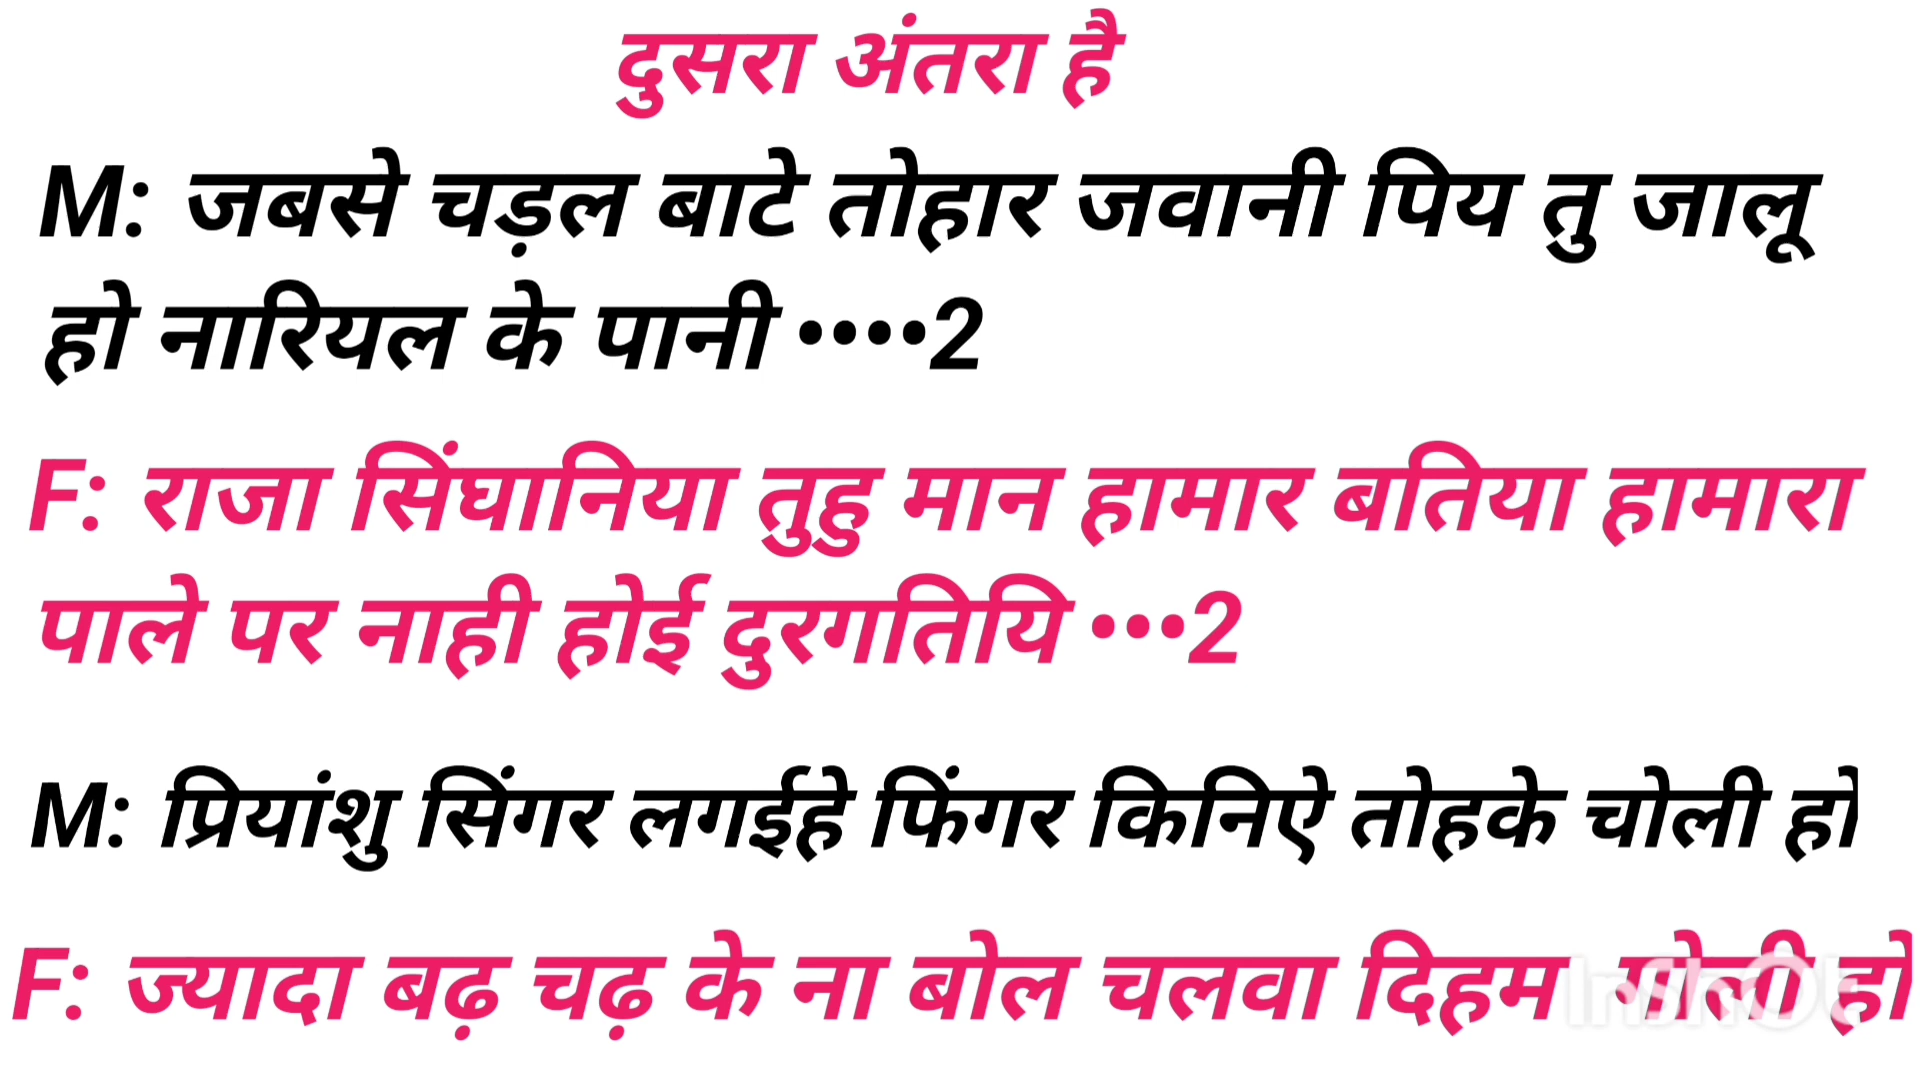 दुसरा अंतरा है
M: जबसे चड़ल बाटे तोहार जवानी पिय तु जालू
हो नारियल के पानी ••••2
F: राजा सिंघानिया तुहु मान हामार बतिया हामारा
पाले पर नाही होई दुरगतियि •••2
M: प्रियांशु सिंगर लगईहे फिंगर किनिऐ तोहके चोली हो
F: ज्यादा बढ़ चढ़ के ना बोल चलवा दिहम गोली हो
InShOt